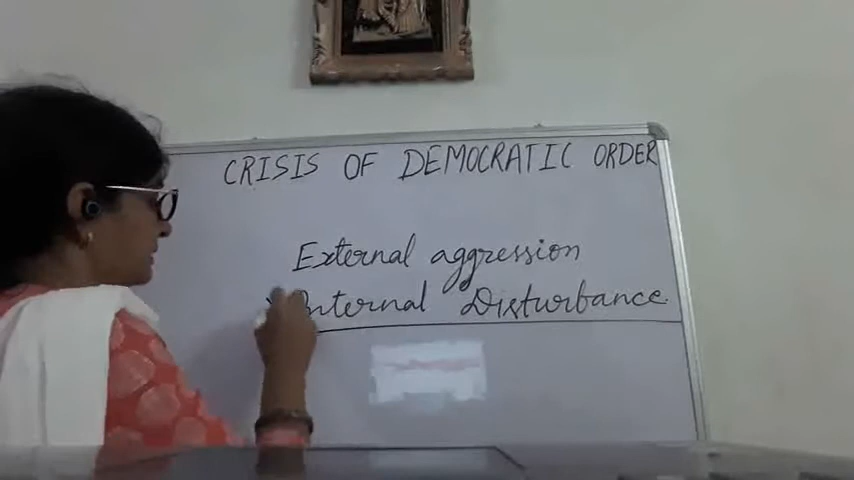 CRISIS OF DEMOCRATIC ORDER
External aggression
Internal Disturbance